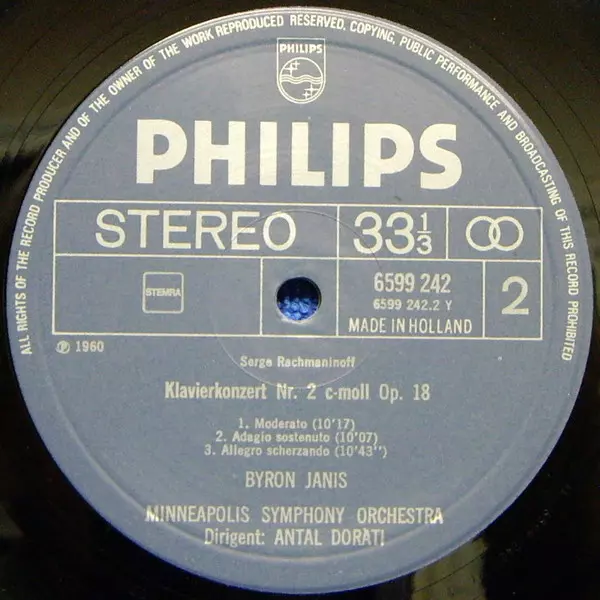 ALL RIGHTS OF THE RECORD PRODUCER AND OF THE OWNER OF THE WORK REPRODUCED RESERVED. COPYING, PUBLIC PERFORMANCE AND BROADCASTING OF THIS RECORD PROHIBITED
PHILIPS
PHILIPS
STEREO
33 1/3
STEMRA
6599 242
6599 242.2 Y
MADE IN HOLLAND
2
℗ 1960
Serge Rachmaninoff
Klavierkonzert Nr. 2 c-moll Op. 18
1. Moderato (10'17)
2. Adagio sostenuto (10'07)
3. Allegro scherzando (10'43'')
BYRON JANIS
MINNEAPOLIS SYMPHONY ORCHESTRA
Dirigent: ANTAL DORATI